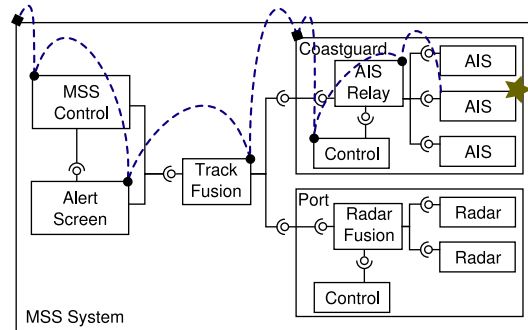 Coastguard
MSS
Control
AIS
Relay
AIS
AIS
AIS
Control
Track
Fusion
Alert
Screen
Port
Radar
Fusion
Radar
Radar
Control
MSS System